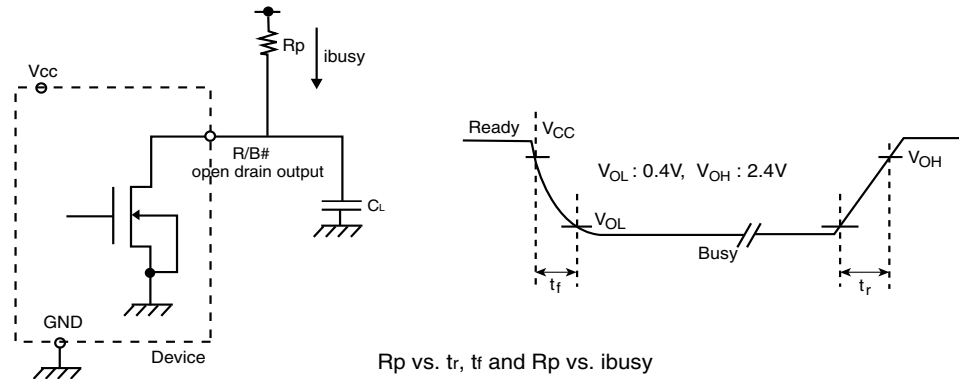 Rp
ibusy
Vcc
R/B#
open drain output
CL
GND
Device
Ready
VCC
VOL : 0.4V, VOH : 2.4V
VOH
VOL
Busy
tf
tr
Rp vs. tr, tf and Rp vs. ibusy